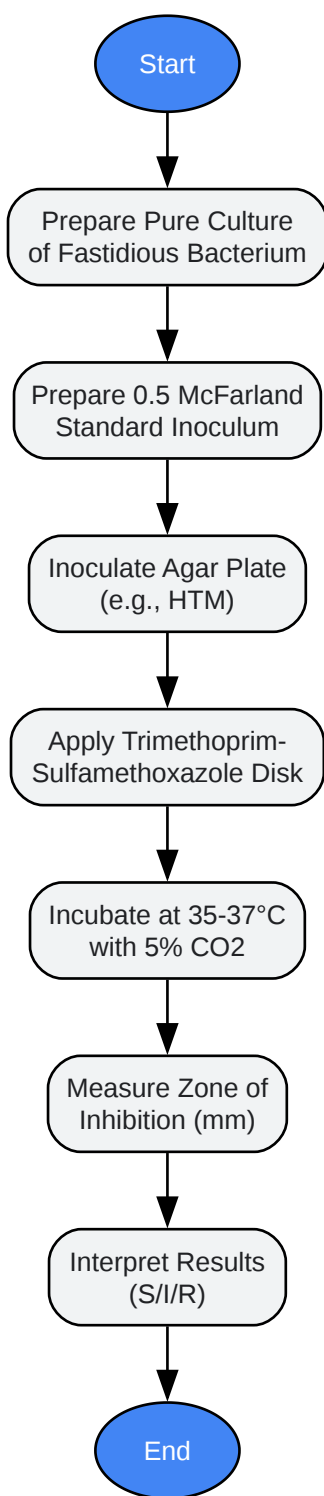 Start
Prepare Pure Culture
of Fastidious Bacterium
Prepare 0.5 McFarland
Standard Inoculum
Inoculate Agar Plate
(e.g., HTM)
Apply Trimethoprim-
Sulfamethoxazole Disk
Incubate at 35-37°C
with 5% CO2
Measure Zone of
Inhibition (mm)
Interpret Results
(S/I/R)
End